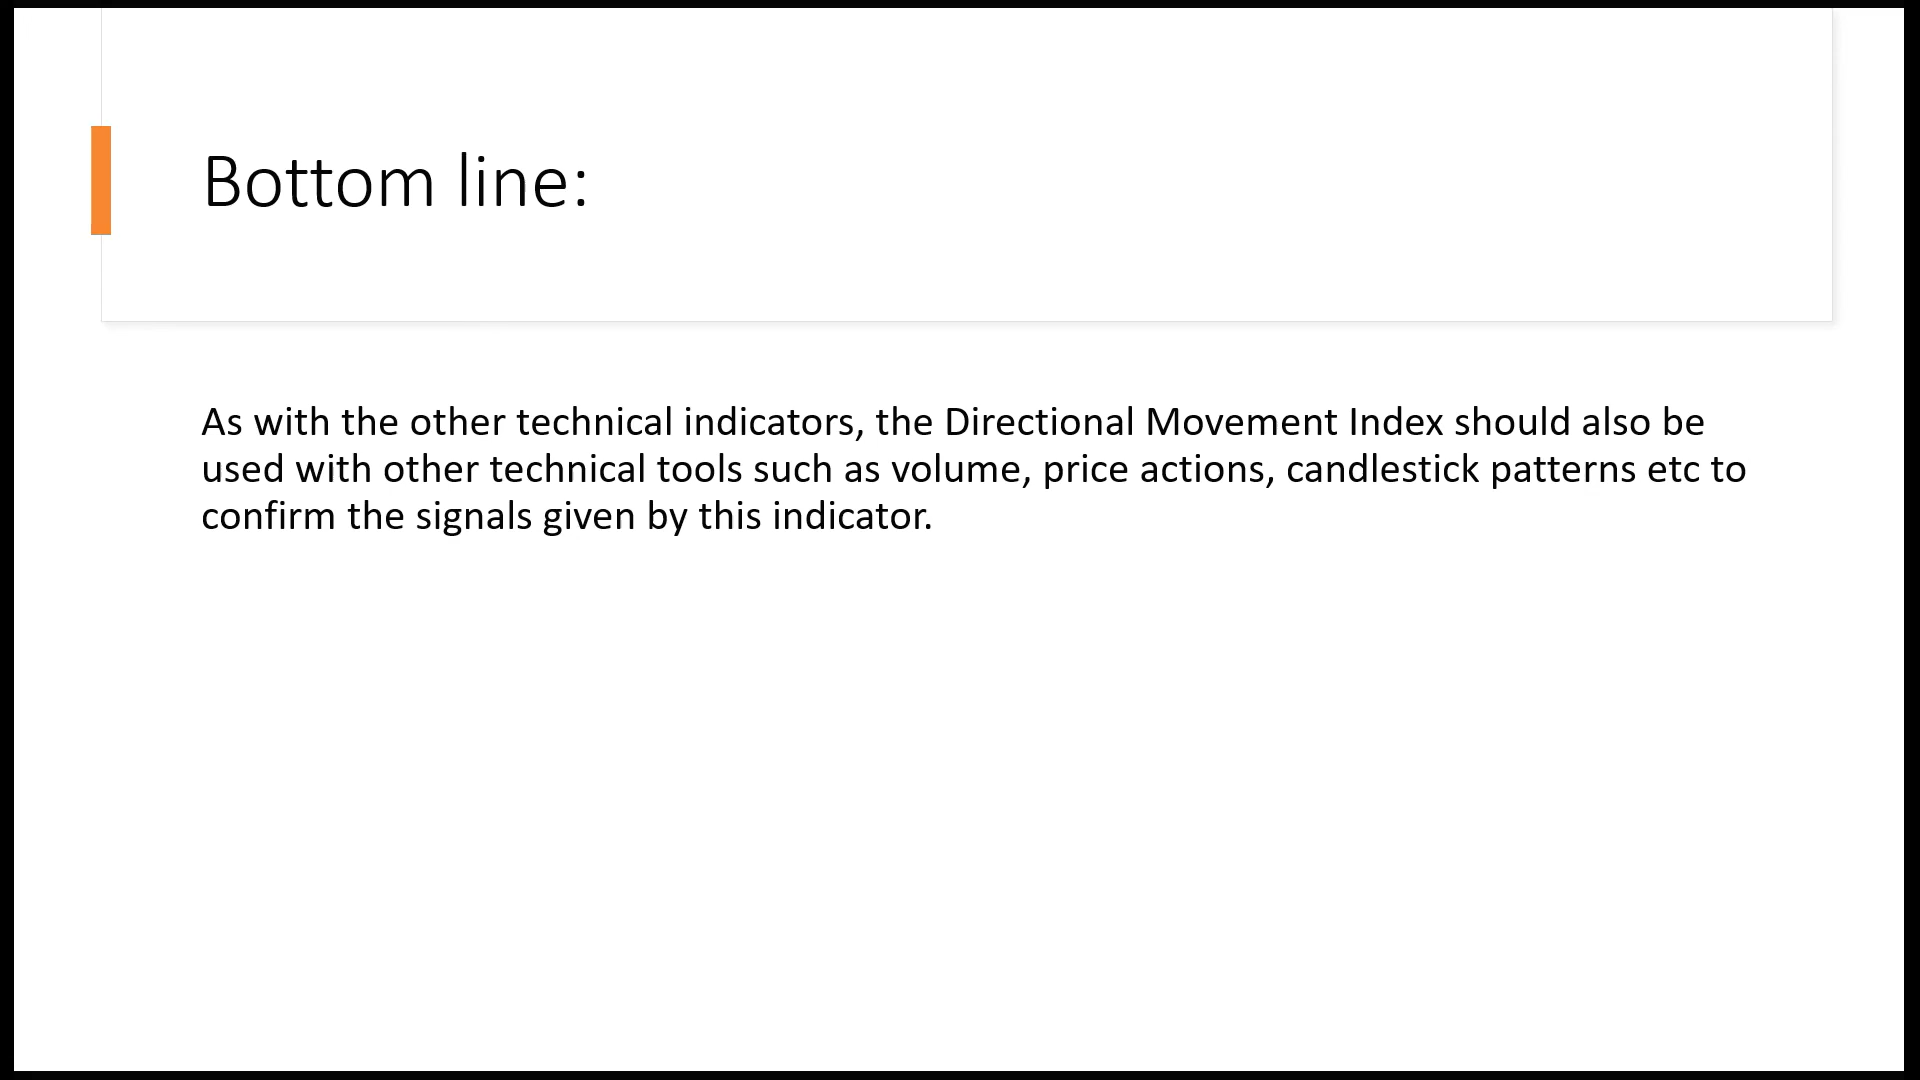 Bottom line:
As with the other technical indicators, the Directional Movement Index should also be
used with other technical tools such as volume, price actions, candlestick patterns etc to
confirm the signals given by this indicator.